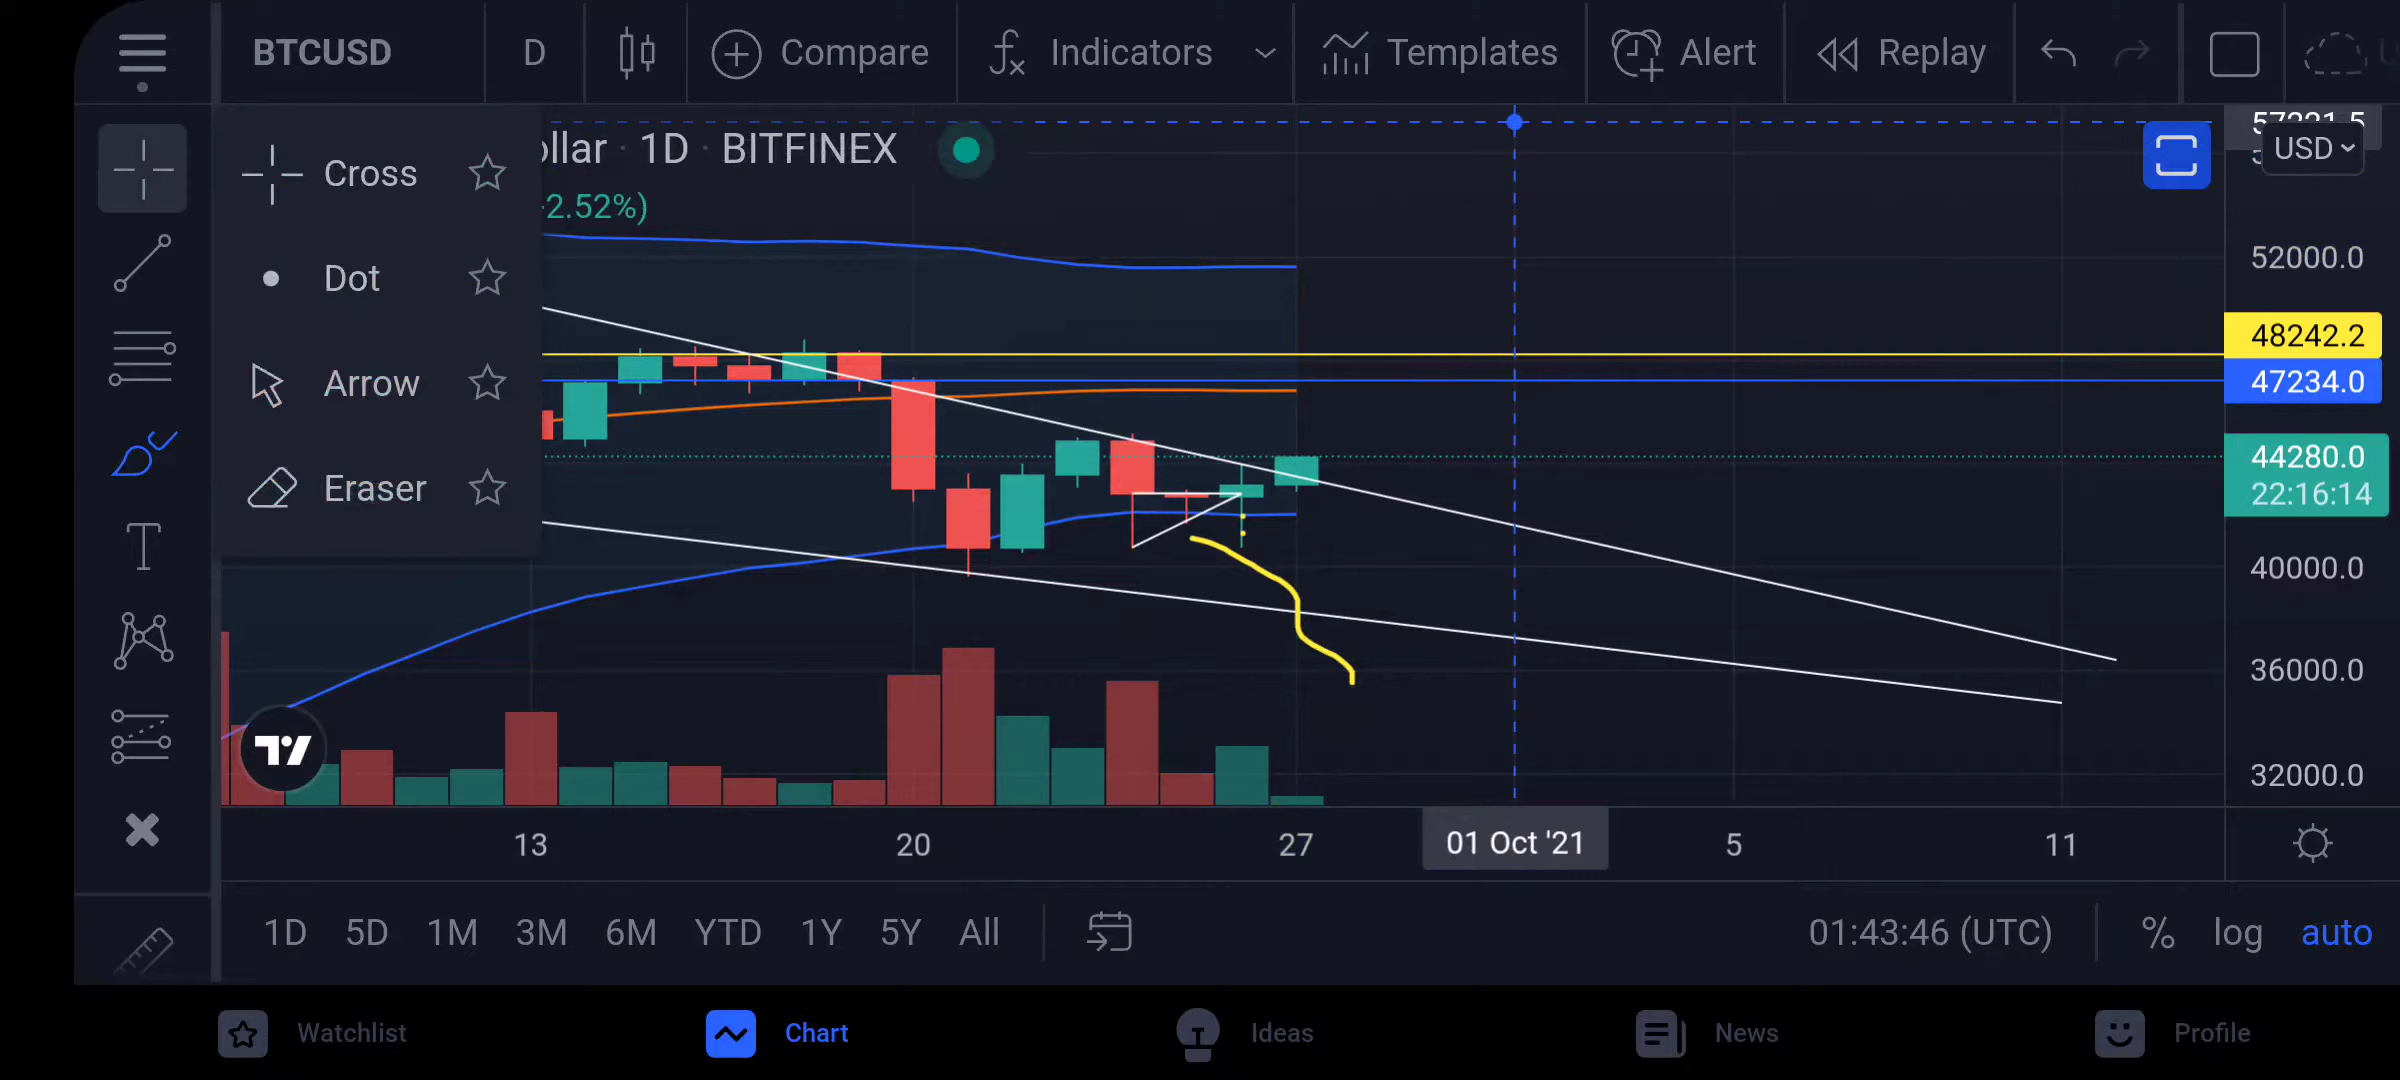 BTCUSD D Compare Indicators Templates Alert Replay
Cross
Dot
Arrow
Eraser
ollar · 1D · BITFINEX
2.52%)
USD
52000.0
48242.2
47234.0
44280.0
22:16:14
40000.0
36000.0
32000.0
13 20 27 01 Oct '21 5 11
1D 5D 1M 3M 6M YTD 1Y 5Y All 01:43:46 (UTC) % log auto
Watchlist Chart Ideas News Profile